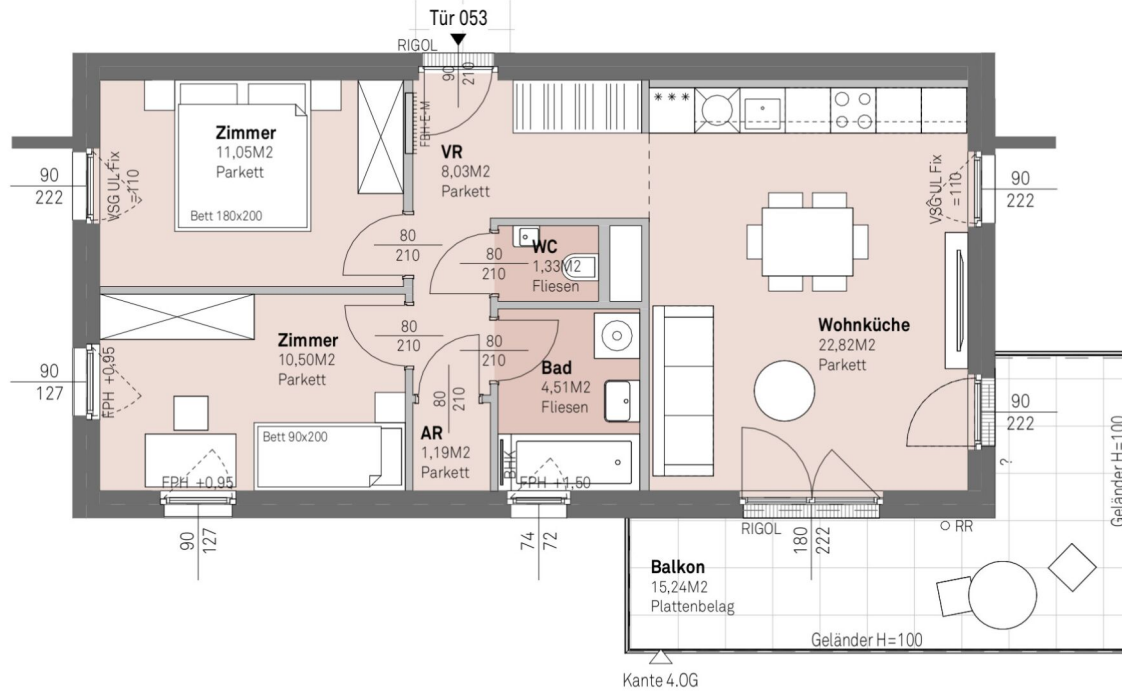 Tür 053
RIGOL
90
210
FBH-E-M
Zimmer
11,05M2
Parkett
Bett 180x200
VSG UL Fix
=110
90
222
VR
8,03M2
Parkett
***
VSG UL Fix
=110
90
222
80
210
80
210
WC
1,33M2
Fliesen
Zimmer
10,50M2
Parkett
FPH +0,95
90
127
80
210
80
210
Bad
4,51M2
Fliesen
Wohnküche
22,82M2
Parkett
90
222
?
80
210
AR
1,19M2
Parkett
Bett 90x200
BHK
FPH +0,95
90
127
FPH +1,50
74
72
RIGOL
180
222
RR
Geländer H=100
Balkon
15,24M2
Plattenbelag
Geländer H=100
Kante 4.OG